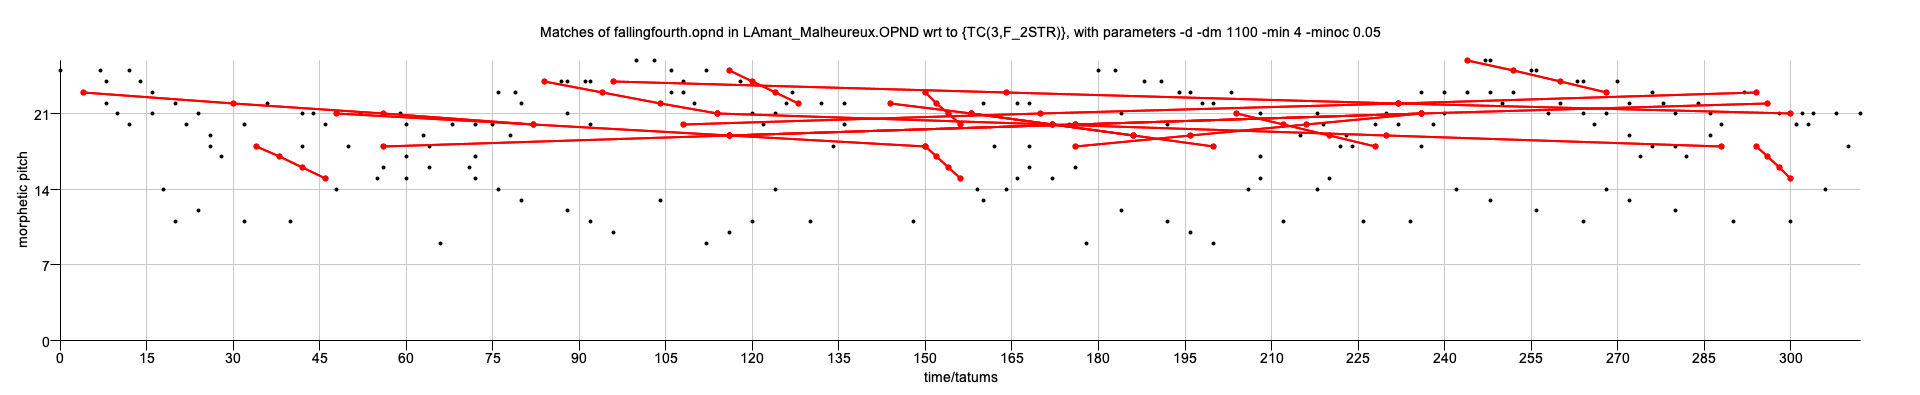 Matches of fallingfourth.opnd in LAmant_Malheureux.OPND wrt to {TC(3,F_2STR)}, with parameters -d -dm 1100 -min 4 -minoc 0.05
21
14
7
0
morphetic pitch
0 15 30 45 60 75 90 105 120 135 150 165 180 195 210 225 240 255 270 285 300
time/tatums